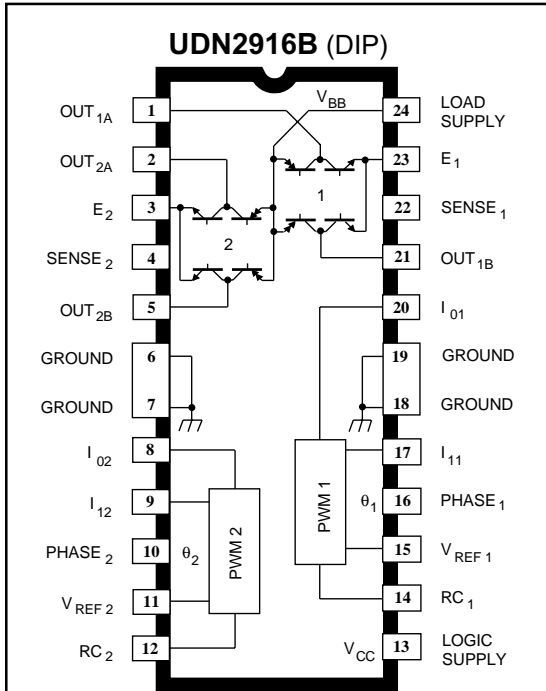 UDN2916B (DIP)
OUT1A 1 VBB 24 LOAD SUPPLY
OUT2A 2 23 E1
1
E2 3 22 SENSE1
2
SENSE2 4 21 OUT1B
OUT2B 5 20 I01
GROUND 6 19 GROUND
GROUND 7 18 GROUND
I02 8 17 I11
I12 9 PWM 2 PWM 1 θ1 16 PHASE1
PHASE2 10 θ2 15 VREF 1
VREF 2 11 14 RC1
RC2 12 VCC 13 LOGIC SUPPLY